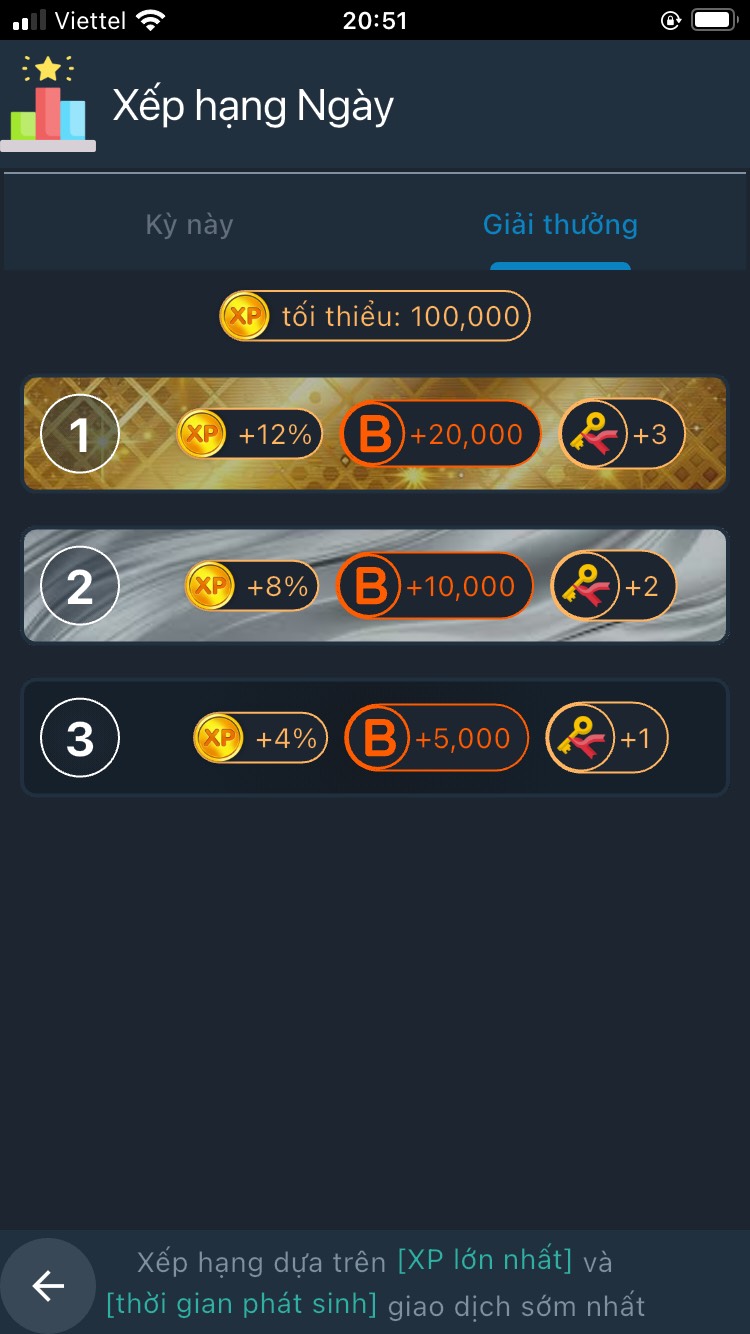 Viettel 20:51
Xếp hạng Ngày
Kỳ này Giải thưởng
XP tối thiểu: 100,000
1 XP +12% B +20,000 +3
2 XP +8% B +10,000 +2
3 XP +4% B +5,000 +1
Xếp hạng dựa trên [XP lớn nhất] và
[thời gian phát sinh] giao dịch sớm nhất